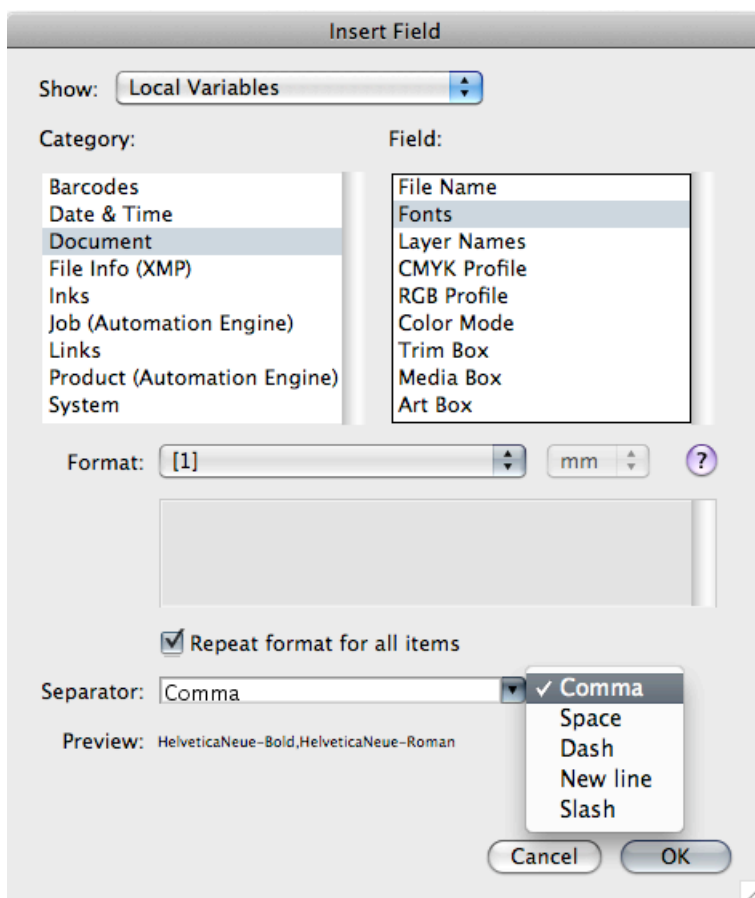 Insert Field
Show: Local Variables
Category: Field:
Barcodes File Name
Date & Time Fonts
Document Layer Names
File Info (XMP) CMYK Profile
Inks RGB Profile
Job (Automation Engine) Color Mode
Links Trim Box
Product (Automation Engine) Media Box
System Art Box
Format: [1] mm ?
Repeat format for all items
Separator: Comma ✓ Comma
Space
Preview: HelveticaNeue-Bold,HelveticaNeue-Roman Dash
New line
Slash
Cancel OK